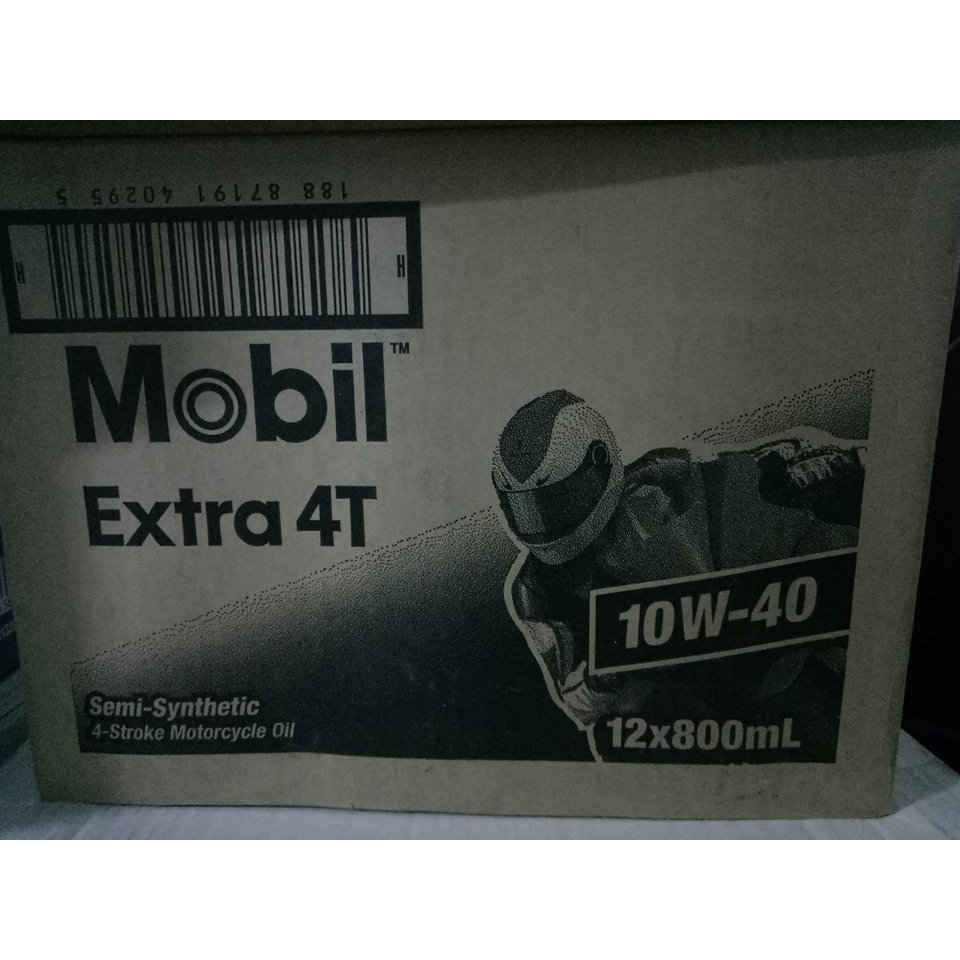 188 87191 40295 5
H H
Mobil™
Extra 4T
10W-40
Semi-Synthetic
4-Stroke Motorcycle Oil
12x800mL